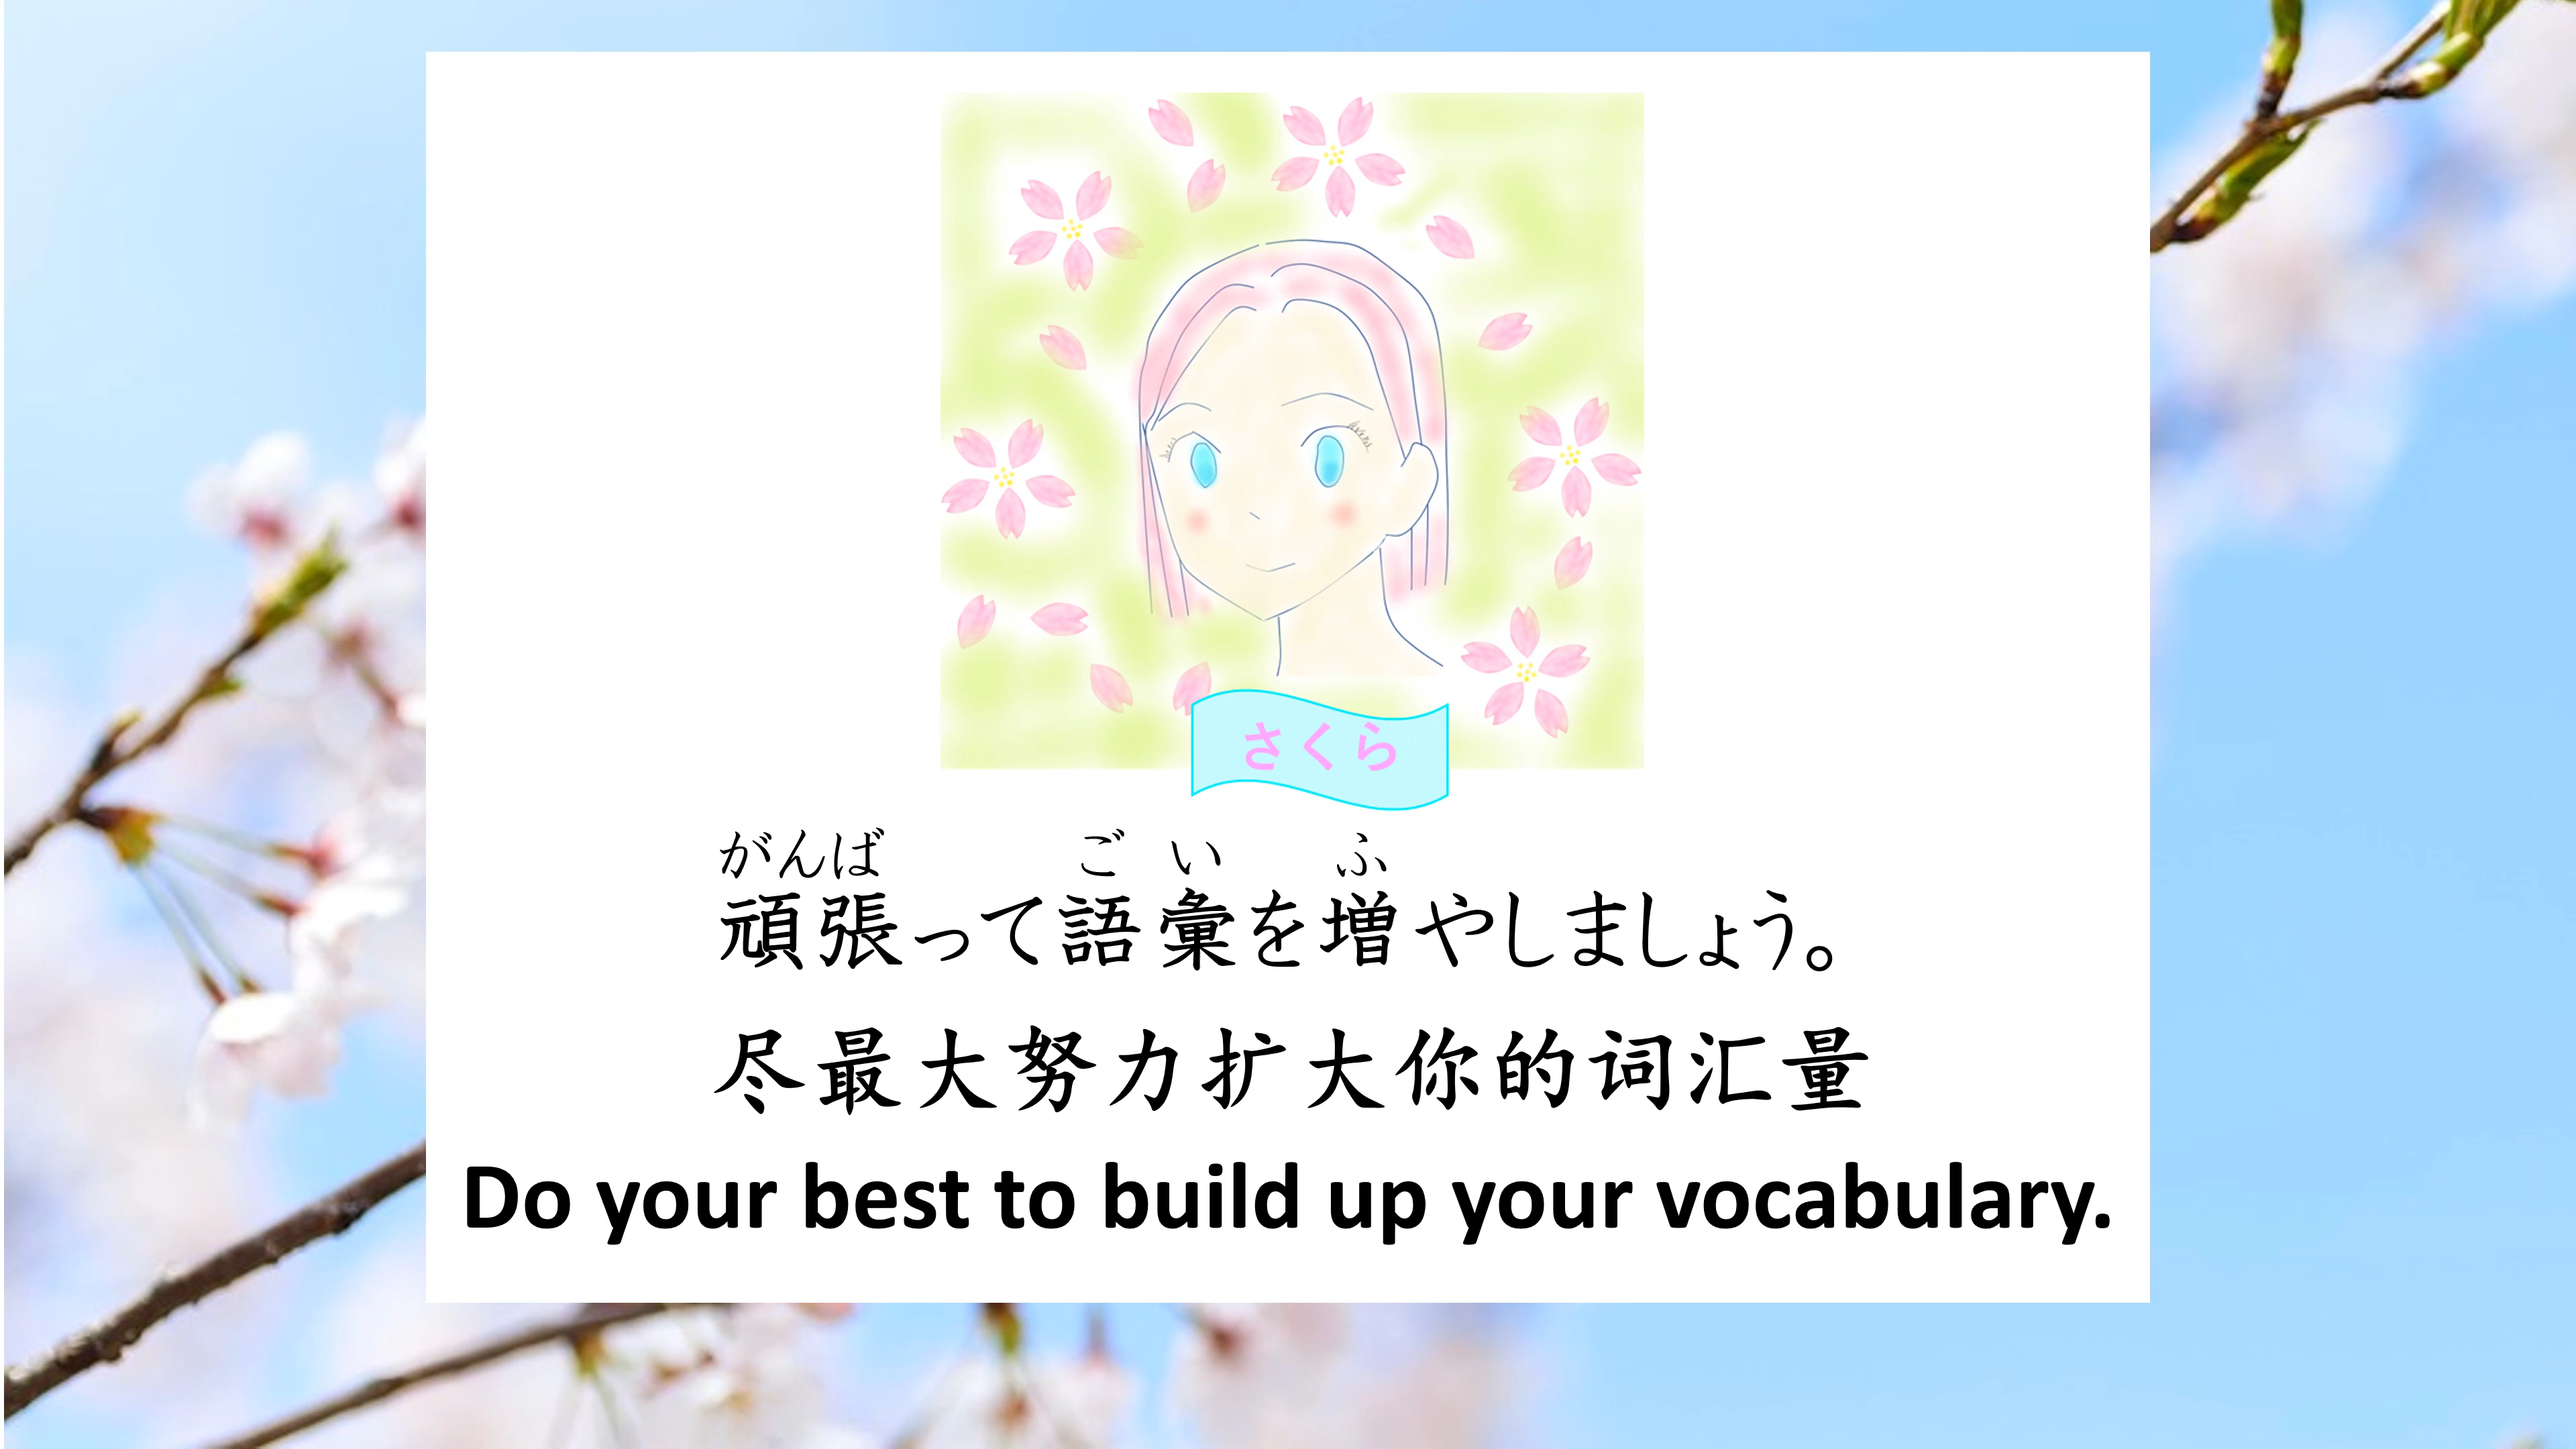 さくら
がんば ご い ふ
頑張って語彙を増やしましょう。
尽最大努力扩大你的词汇量
Do your best to build up your vocabulary.